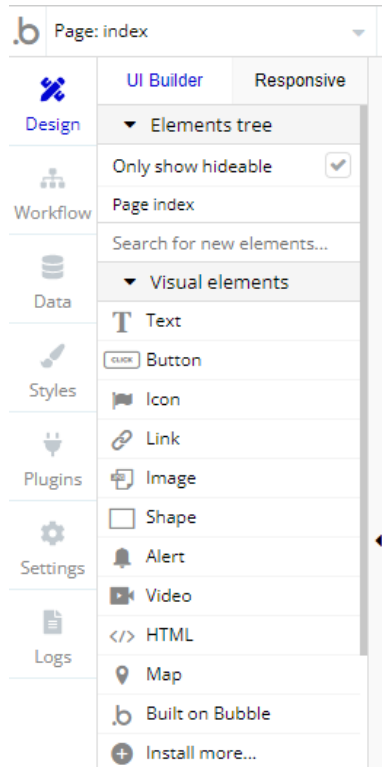 .b Page: index
UI Builder Responsive
Design
Elements tree
Only show hideable
Workflow
Page index
Search for new elements...
Data
Visual elements
Text
CLICK Button
Styles
Icon
Link
Plugins
Image
Shape
Settings
Alert
Video
Logs
</> HTML
Map
.b Built on Bubble
Install more...